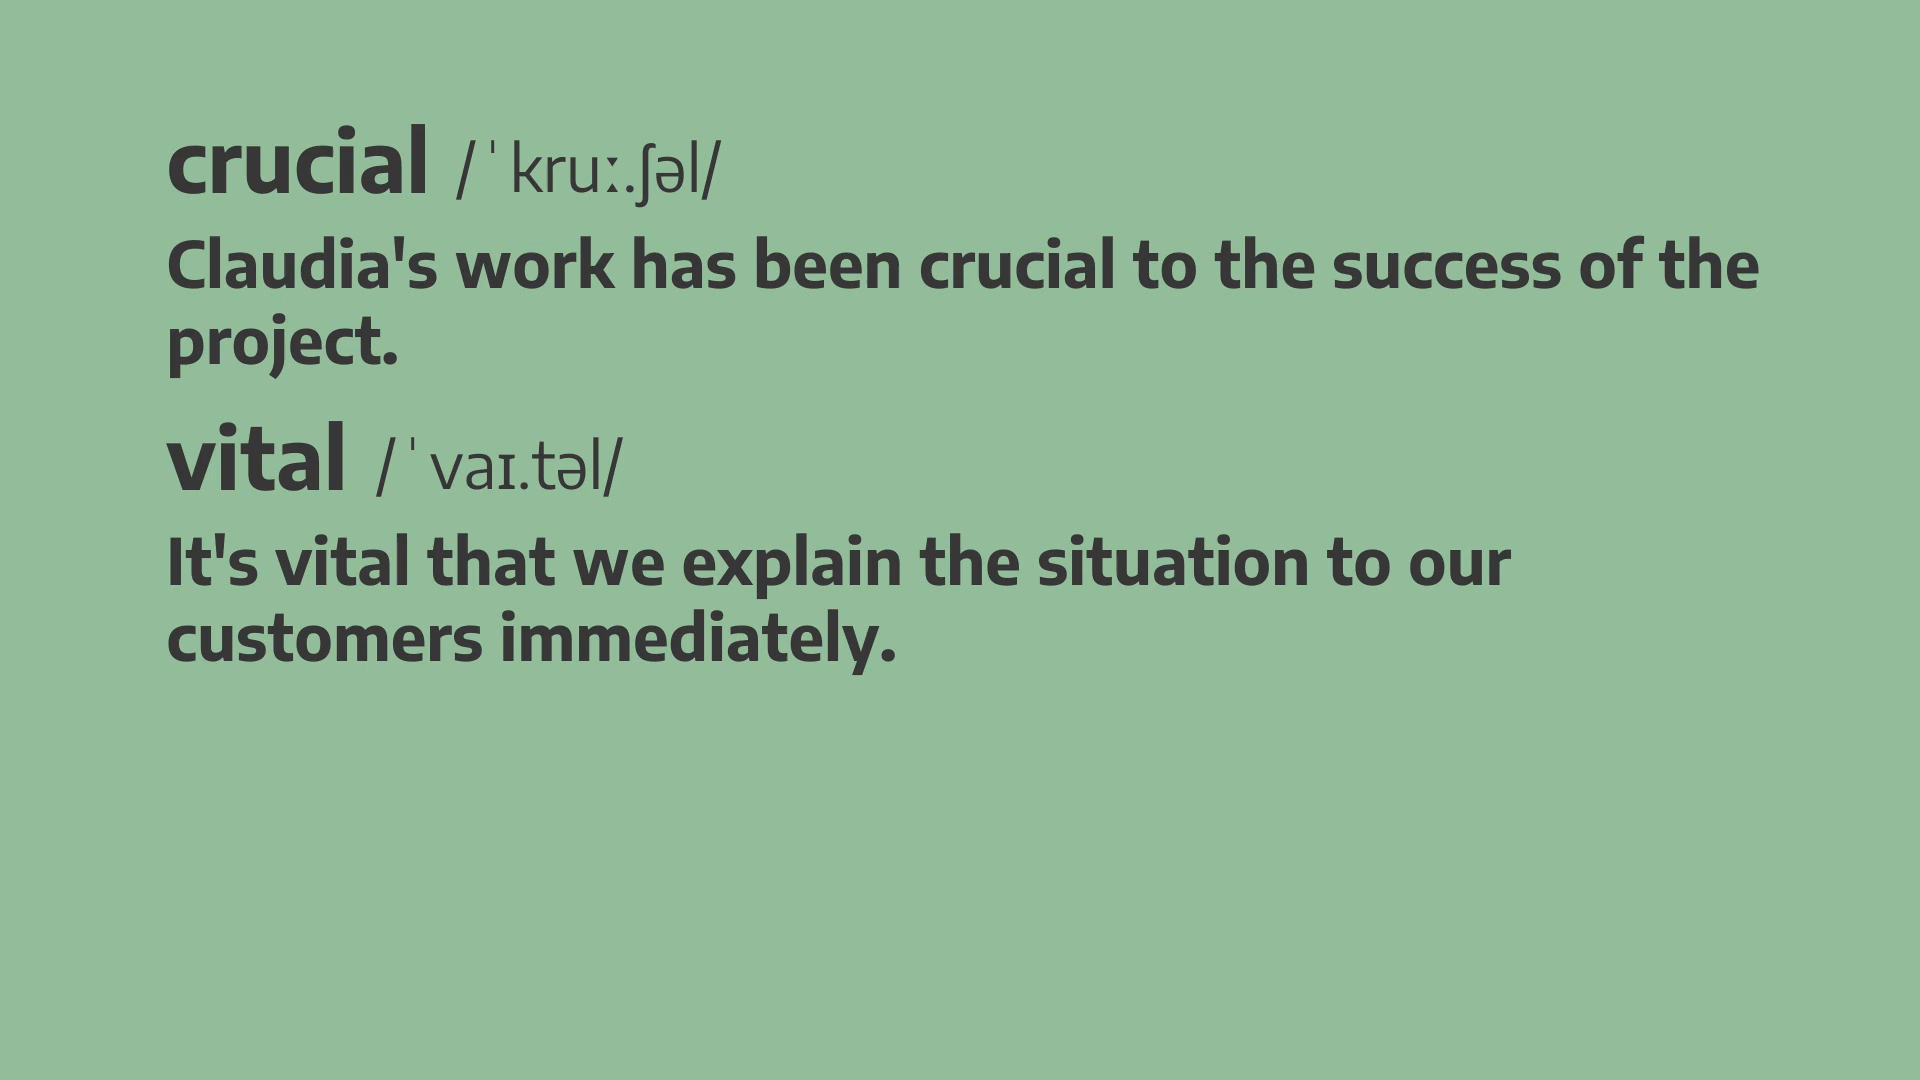 crucial /ˈkruː.ʃəl/
Claudia's work has been crucial to the success of the
project.
vital /ˈvaɪ.təl/
It's vital that we explain the situation to our
customers immediately.